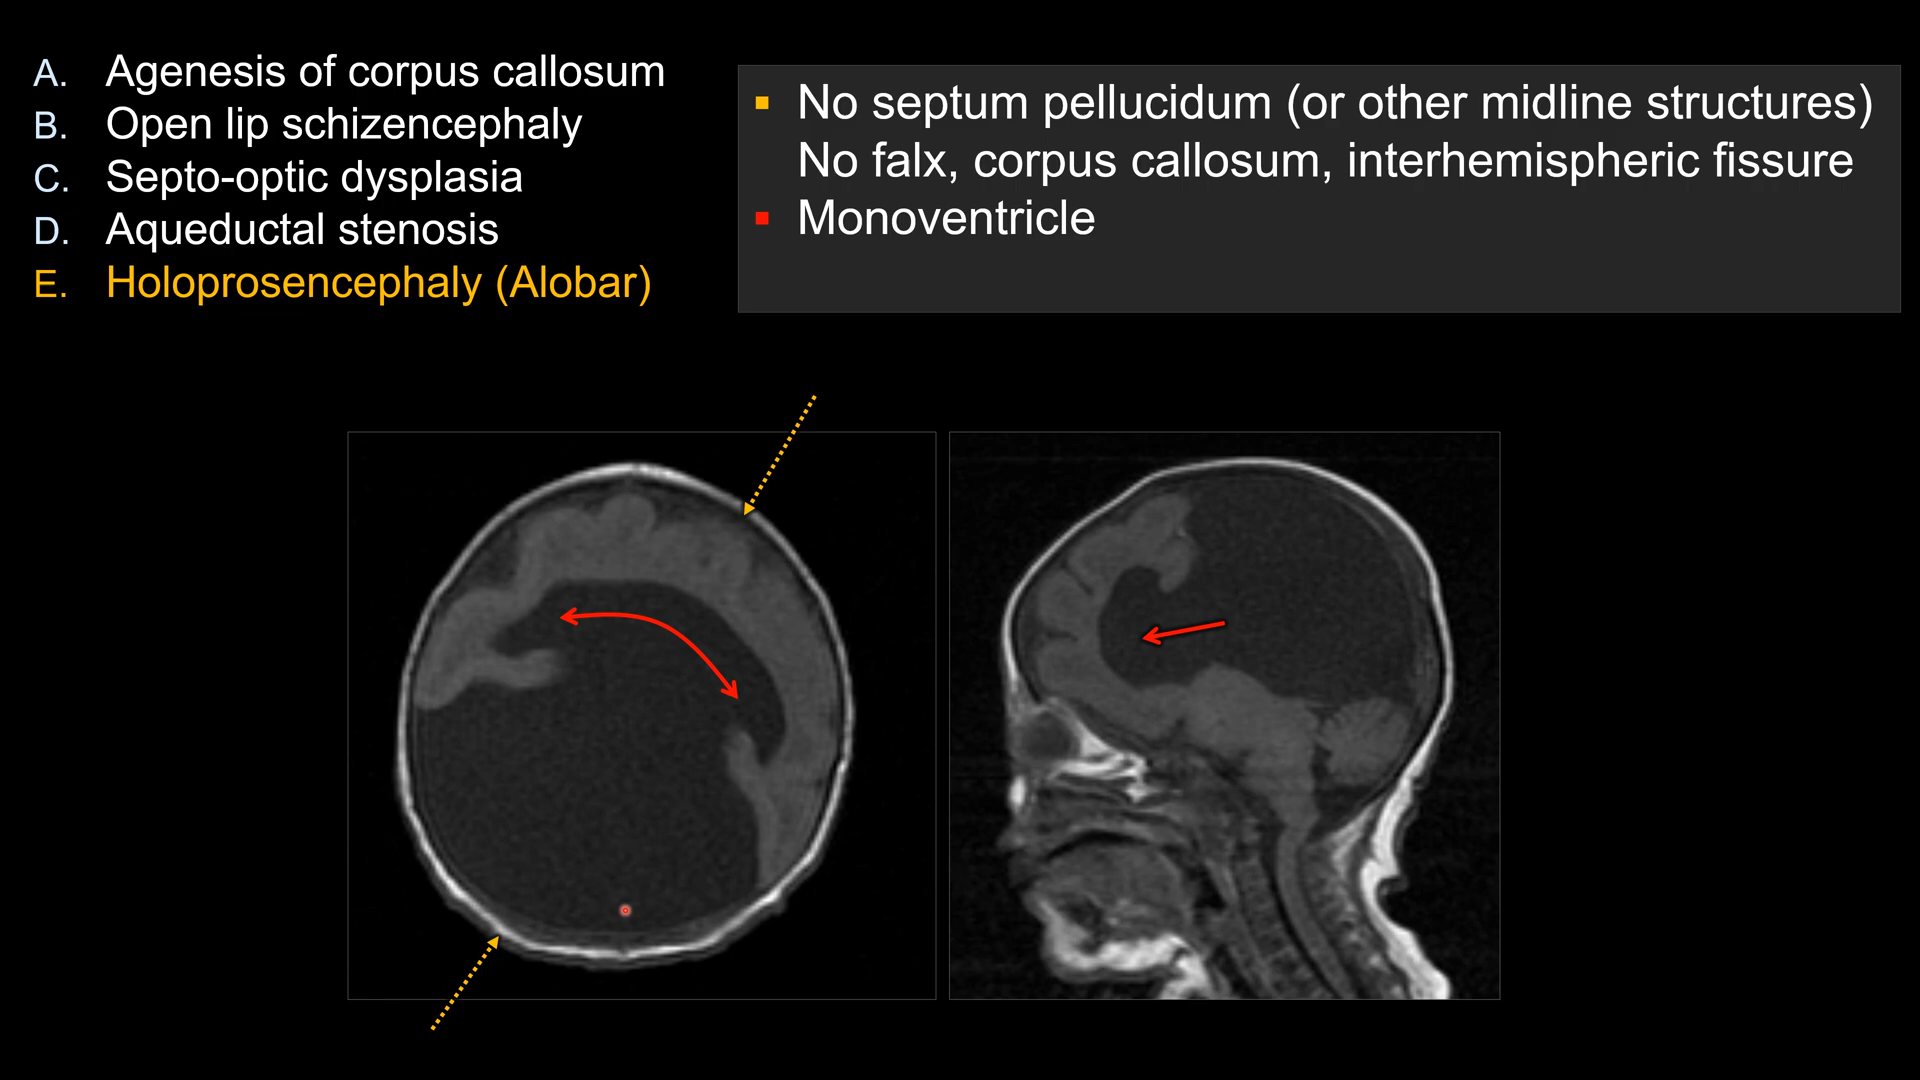 A. Agenesis of corpus callosum
B. Open lip schizencephaly
C. Septo-optic dysplasia
D. Aqueductal stenosis
E. Holoprosencephaly (Alobar)
No septum pellucidum (or other midline structures)
No falx, corpus callosum, interhemispheric fissure
Monoventricle